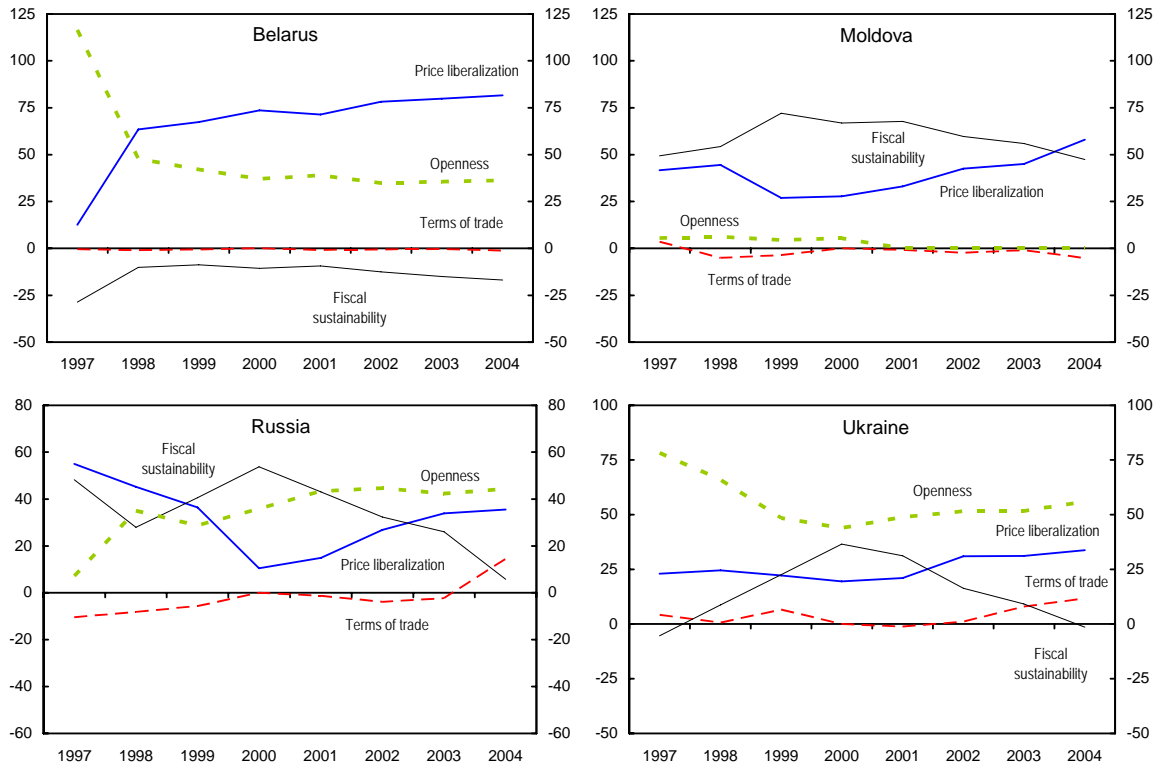 Belarus
125 125
100 100
75 75
50 50
25 25
0 0
-25 -25
-50 -50
Price liberalization
Openness
Terms of trade
Fiscal
sustainability
1997 1998 1999 2000 2001 2002 2003 2004
Moldova
125 125
100 100
75 75
50 50
25 25
0 0
-25 -25
-50 -50
Fiscal
sustainability
Price liberalization
Openness
Terms of trade
1997 1998 1999 2000 2001 2002 2003 2004
Russia
80 80
60 60
40 40
20 20
0 0
-20 -20
-40 -40
-60 -60
Fiscal
sustainability
Openness
Price liberalization
Terms of trade
1997 1998 1999 2000 2001 2002 2003 2004
Ukraine
100 100
75 75
50 50
25 25
0 0
-25 -25
-50 -50
Openness
Price liberalization
Terms of trade
Fiscal
sustainability
1997 1998 1999 2000 2001 2002 2003 2004